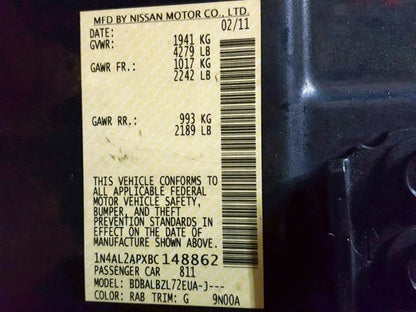 MFD BY NISSAN MOTOR CO., LTD.
DATE: 02/11
GVWR: 1941 KG
4279 LB
GAWR FR.: 1017 KG
2242 LB
GAWR RR.: 993 KG
2189 LB
THIS VEHICLE CONFORMS TO
ALL APPLICABLE FEDERAL
MOTOR VEHICLE SAFETY,
BUMPER, AND THEFT
PREVENTION STANDARDS IN
EFFECT ON THE DATE OF
MANUFACTURE SHOWN ABOVE.
1N4AL2APXBC148862
PASSENGER CAR 811
MODEL: BDBALBZL72EUA-J---
COLOR: RAB TRIM: G 9N00A